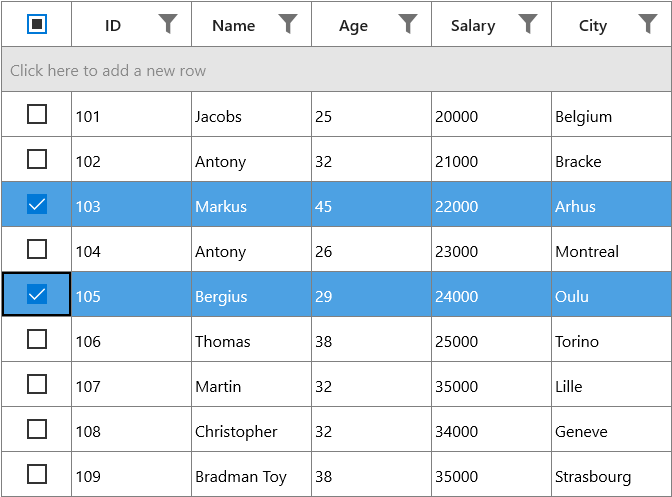 ID Name Age Salary City
Click here to add a new row
101 Jacobs 25 20000 Belgium
102 Antony 32 21000 Bracke
103 Markus 45 22000 Arhus
104 Antony 26 23000 Montreal
105 Bergius 29 24000 Oulu
106 Thomas 38 25000 Torino
107 Martin 32 35000 Lille
108 Christopher 32 34000 Geneve
109 Bradman Toy 38 35000 Strasbourg